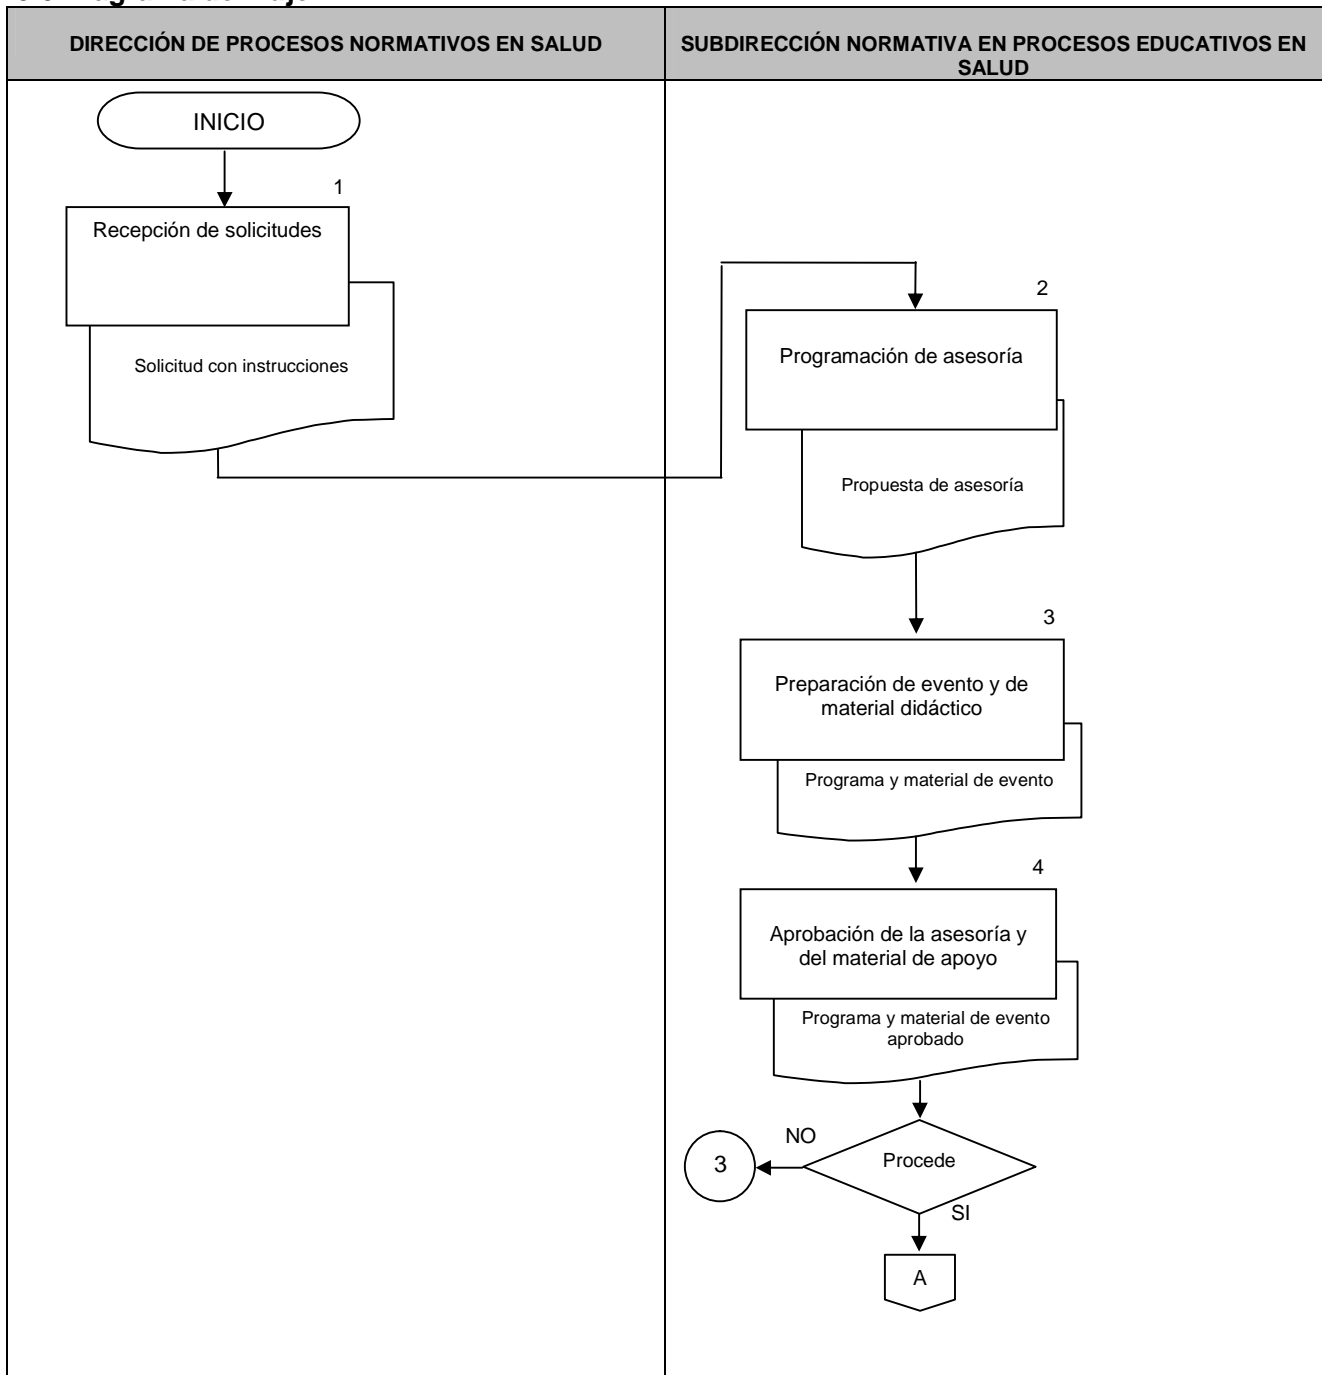 DIRECCIÓN DE PROCESOS NORMATIVOS EN SALUD
SUBDIRECCIÓN NORMATIVA EN PROCESOS EDUCATIVOS EN
SALUD
INICIO
1
Recepción de solicitudes
Solicitud con instrucciones
2
Programación de asesoría
Propuesta de asesoría
3
Preparación de evento y de
material didáctico
Programa y material de evento
4
Aprobación de la asesoría y
del material de apoyo
Programa y material de evento
aprobado
Procede
NO
3
SI
A